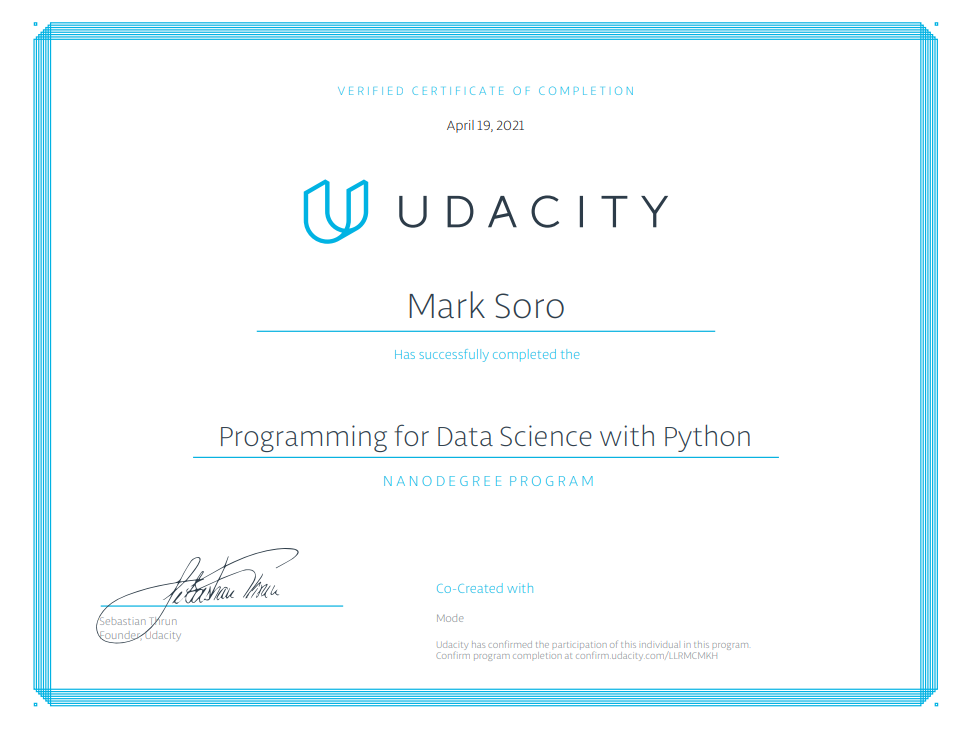 VERIFIED CERTIFICATE OF COMPLETION
April 19, 2021
UDACITY
Mark Soro
Has successfully completed the
Programming for Data Science with Python
NANODEGREE PROGRAM
Sebastian Thrun
Sebastian Thrun
Founder, Udacity
Co-Created with
Mode
Udacity has confirmed the participation of this individual in this program.
Confirm program completion at confirm.udacity.com/LLRMCMKH